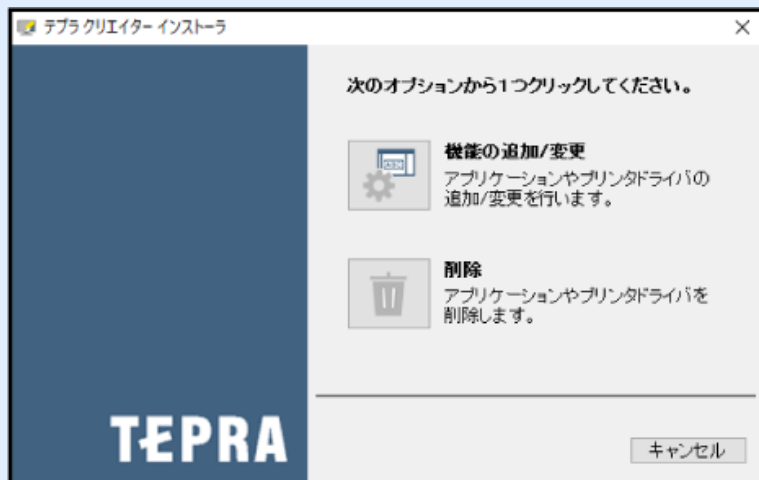 テプラ クリエイター インストーラ
次のオプションから1つクリックしてください。
ABC
機能の追加/変更
アプリケーションやプリンタドライバの
追加/変更を行います。
削除
アプリケーションやプリンタドライバを
削除します。
TEPRA
キャンセル